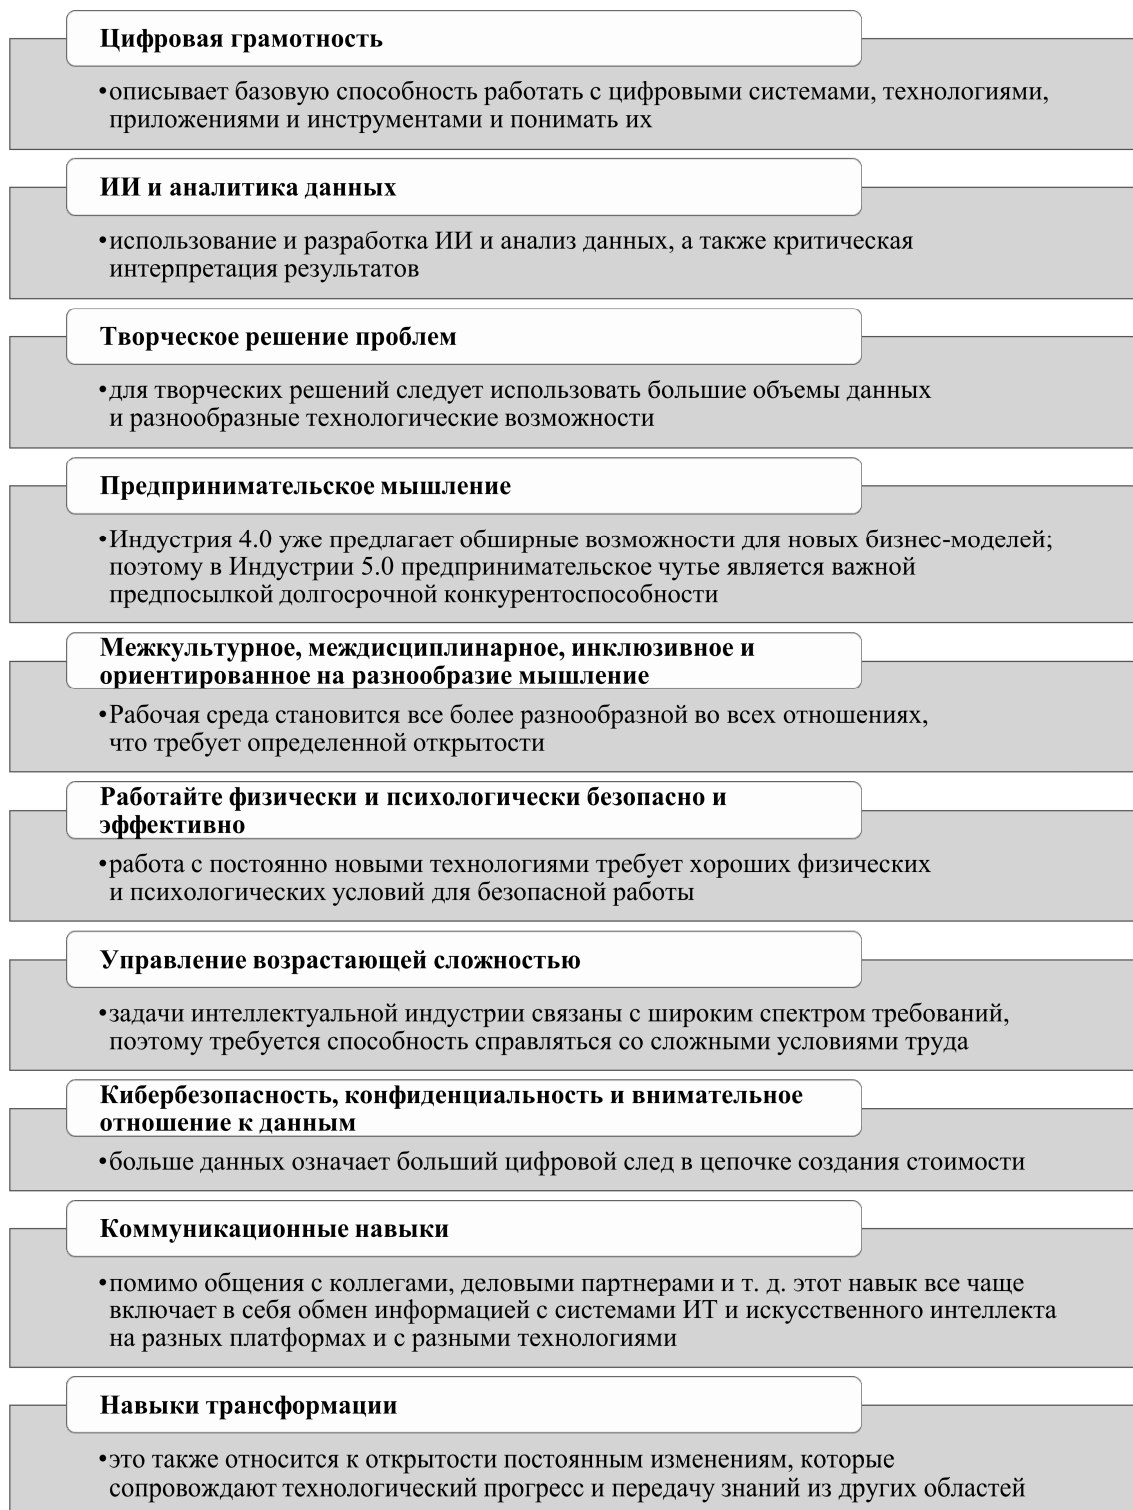 Цифровая грамотность
•описывает базовую способность работать с цифровыми системами, технологиями,
приложениями и инструментами и понимать их
ИИ и аналитика данных
•использование и разработка ИИ и анализ данных, а также критическая
интерпретация результатов
Творческое решение проблем
•для творческих решений следует использовать большие объемы данных
и разнообразные технологические возможности
Предпринимательское мышление
•Индустрия 4.0 уже предлагает обширные возможности для новых бизнес-моделей;
поэтому в Индустрии 5.0 предпринимательское чутье является важной
предпосылкой долгосрочной конкурентоспособности
Межкультурное, междисциплинарное, инклюзивное и
ориентированное на разнообразие мышление
•Рабочая среда становится все более разнообразной во всех отношениях,
что требует определенной открытости
Работайте физически и психологически безопасно и
эффективно
•работа с постоянно новыми технологиями требует хороших физических
и психологических условий для безопасной работы
Управление возрастающей сложностью
•задачи интеллектуальной индустрии связаны с широким спектром требований,
поэтому требуется способность справляться со сложными условиями труда
Кибербезопасность, конфиденциальность и внимательное
отношение к данным
•больше данных означает больший цифровой след в цепочке создания стоимости
Коммуникационные навыки
•помимо общения с коллегами, деловыми партнерами и т. д. этот навык все чаще
включает в себя обмен информацией с системами ИТ и искусственного интеллекта
на разных платформах и с разными технологиями
Навыки трансформации
•это также относится к открытости постоянным изменениям, которые
сопровождают технологический прогресс и передачу знаний из других областей